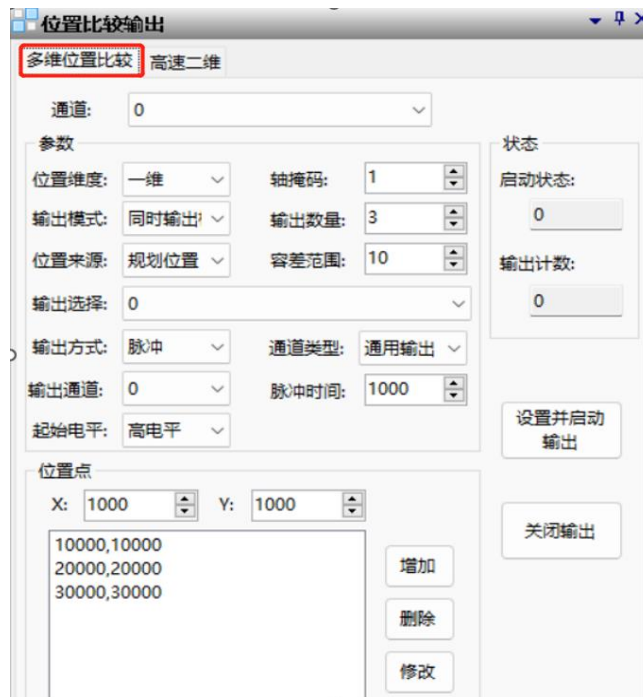 位置比较输出
多维位置比较 高速二维
通道: 0
参数
位置维度: 一维 轴掩码: 1
输出模式: 同时输出 输出数量: 3
位置来源: 规划位置 容差范围: 10
输出选择: 0
输出方式: 脉冲 通道类型: 通用输出
输出通道: 0 脉冲时间: 1000
起始电平: 高电平
状态
启动状态:
0
输出计数:
0
设置并启动
输出
关闭输出
位置点
X: 1000 Y: 1000
10000,10000
20000,20000
30000,30000
增加
删除
修改